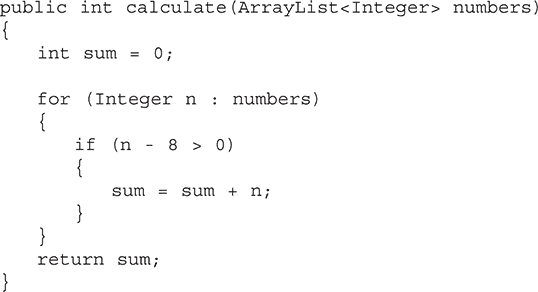 public int calculate(ArrayList<Integer> numbers)
{
int sum = 0;
for (Integer n : numbers)
{
if (n - 8 > 0)
{
sum = sum + n;
}
}
return sum;
}